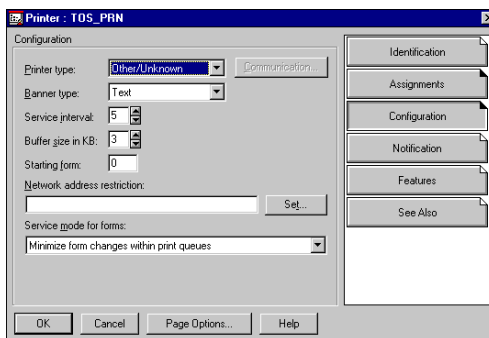 Printer : TOS_PRN
Configuration
Printer type: Other/Unknown Communication...
Banner type: Text
Service interval: 5
Buffer size in KB: 3
Starting form: 0
Network address restriction:
Set...
Service mode for forms:
Minimize form changes within print queues
OK Cancel Page Options... Help
Identification
Assignments
Configuration
Notification
Features
See Also